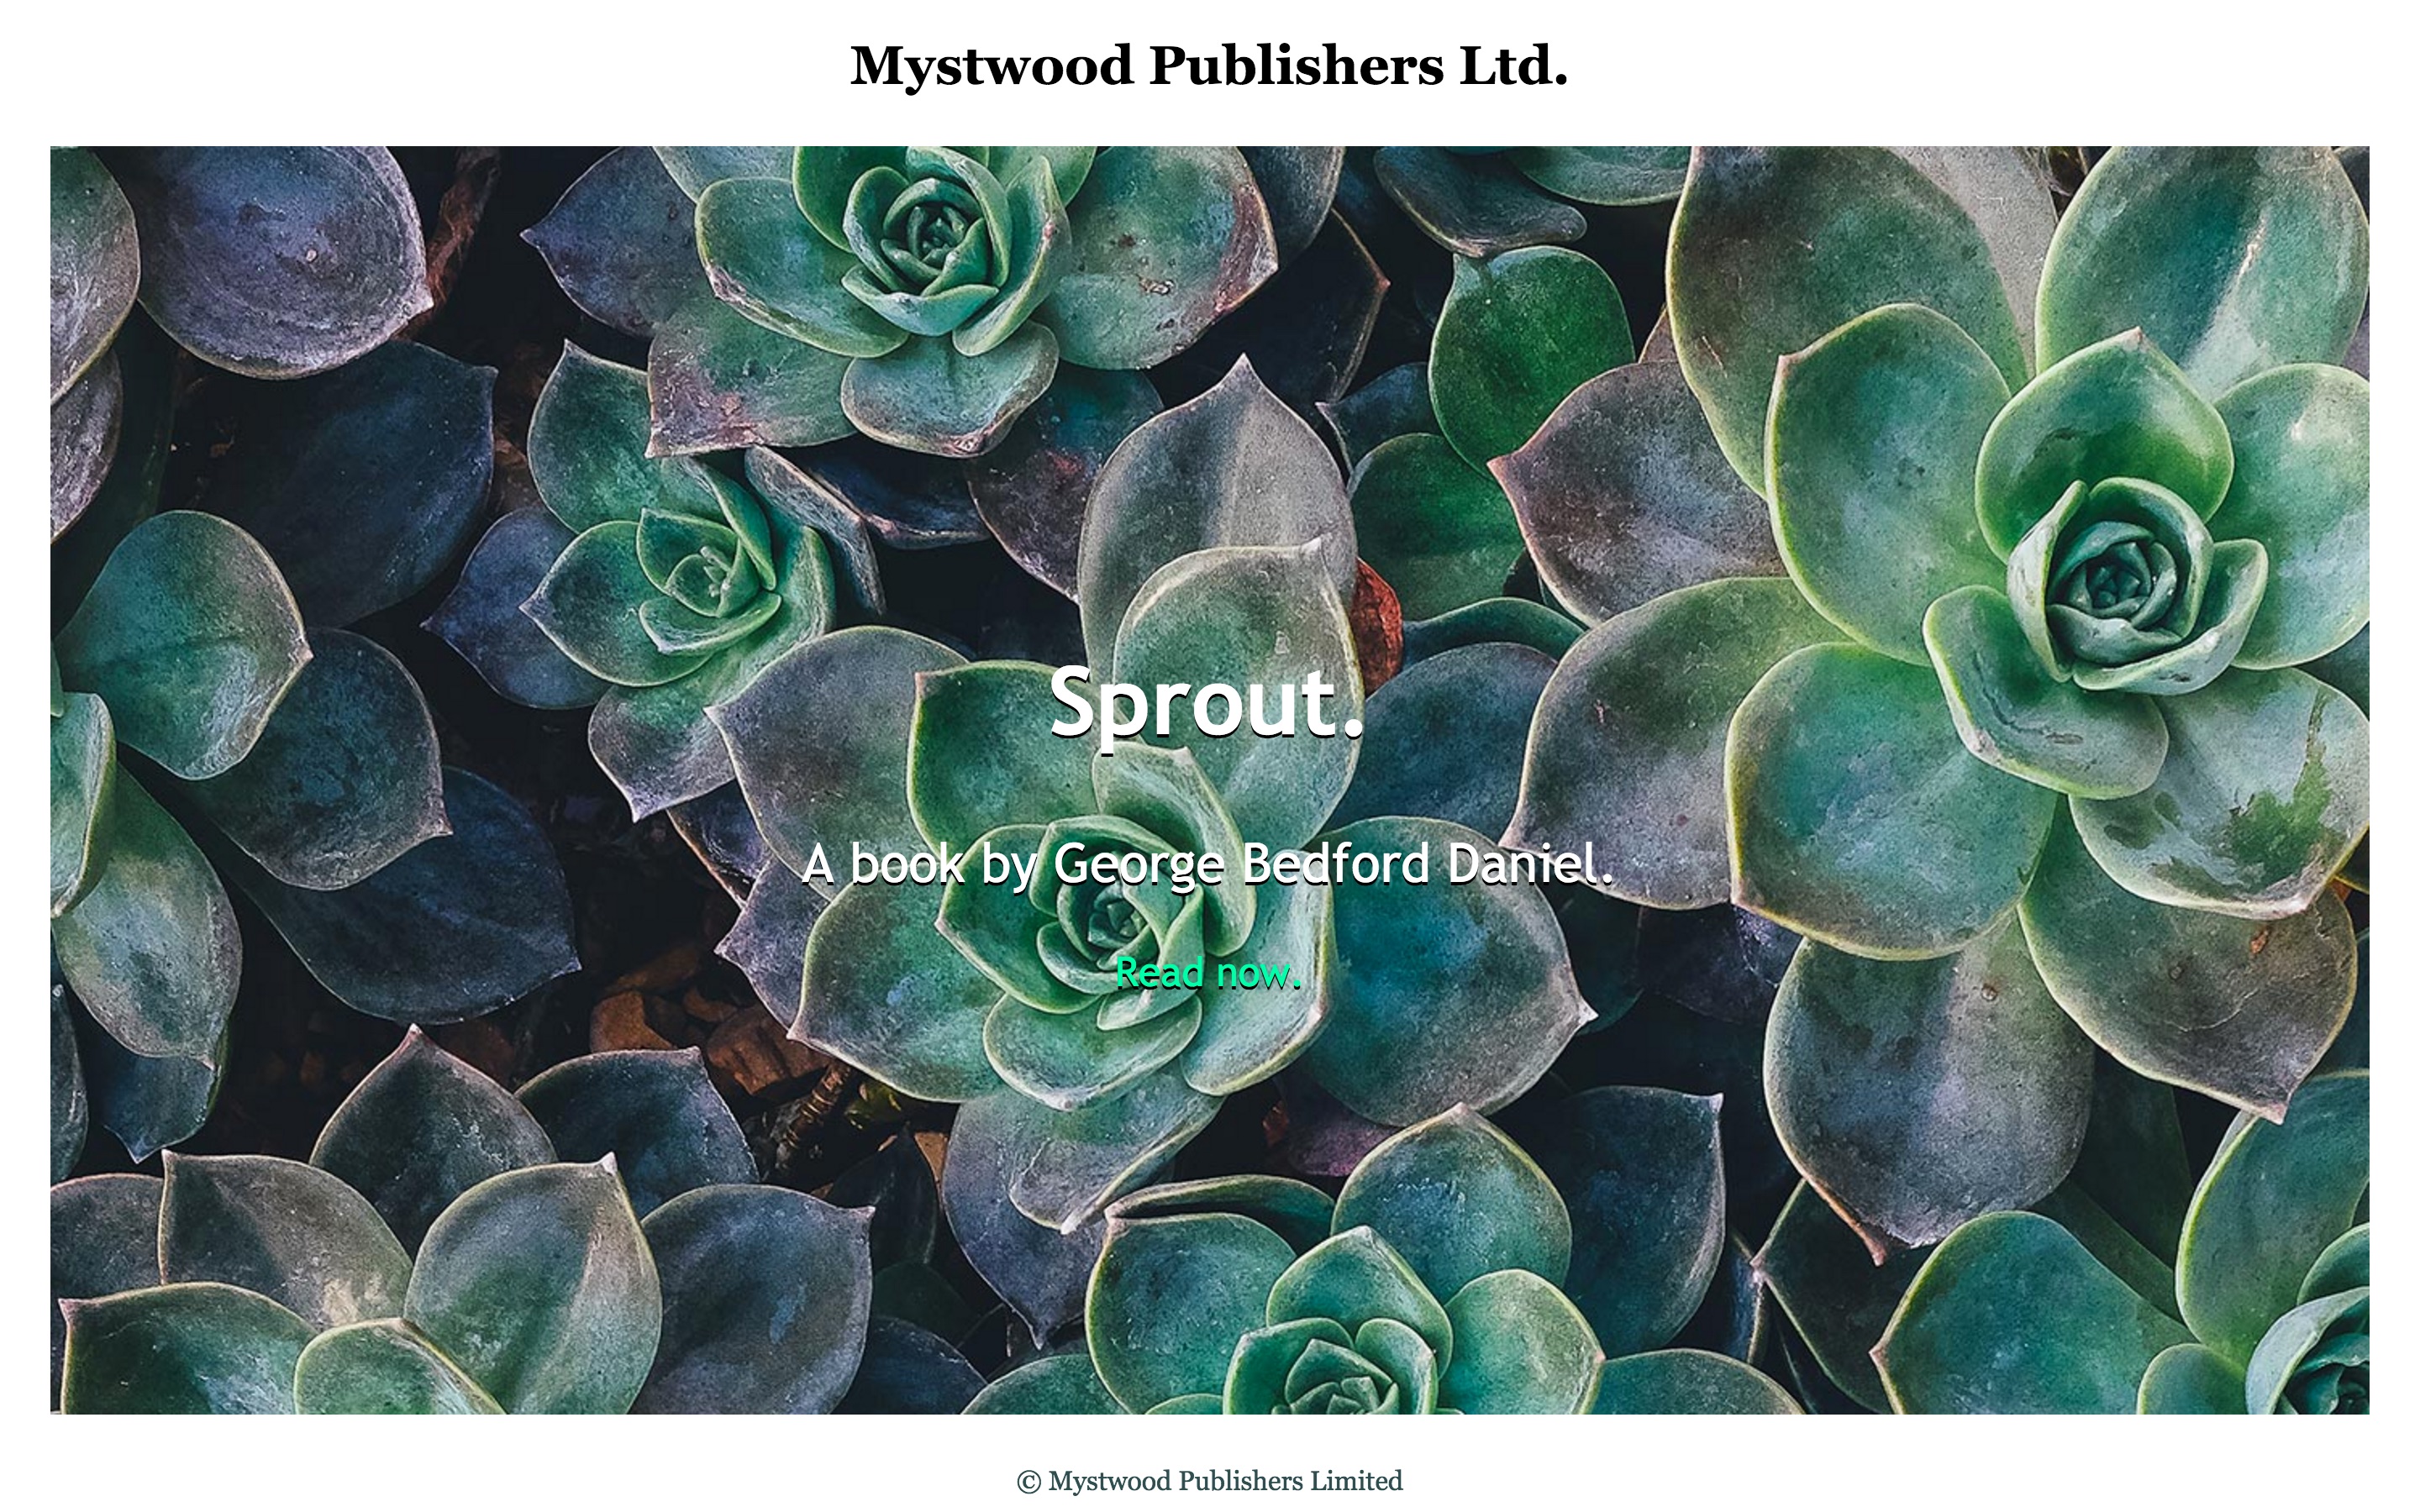 Mystwood Publishers Ltd.
Sprout.
A book by George Bedford Daniel.
Read now.
© Mystwood Publishers Limited